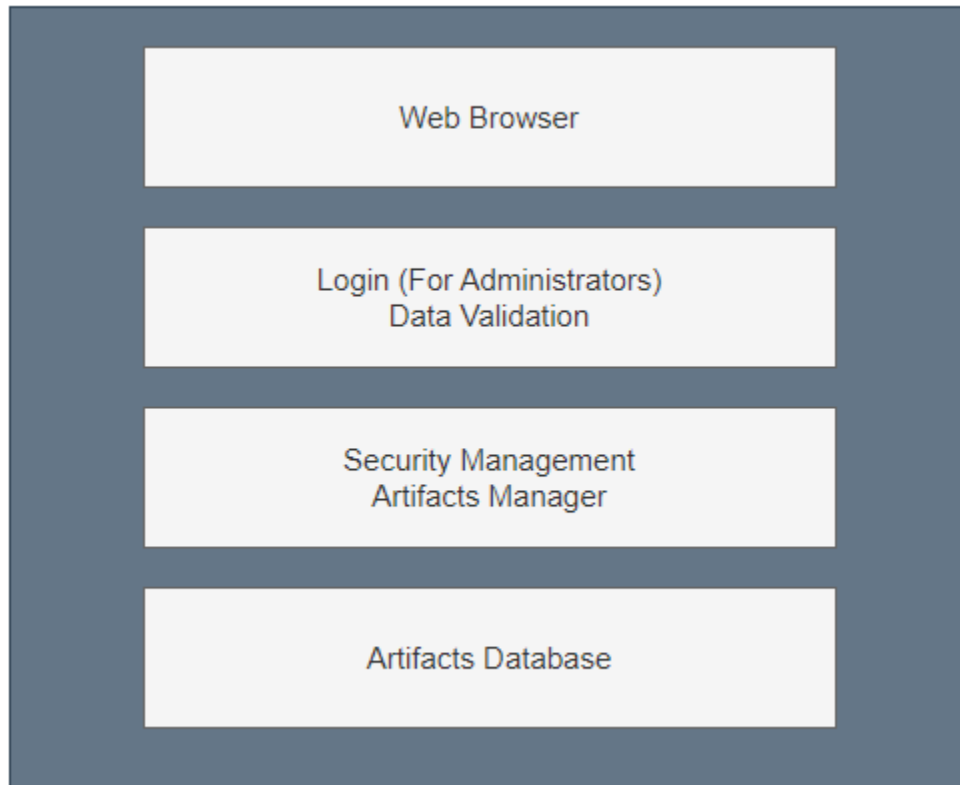 Web Browser
Login (For Administrators)
Data Validation
Security Management
Artifacts Manager
Artifacts Database